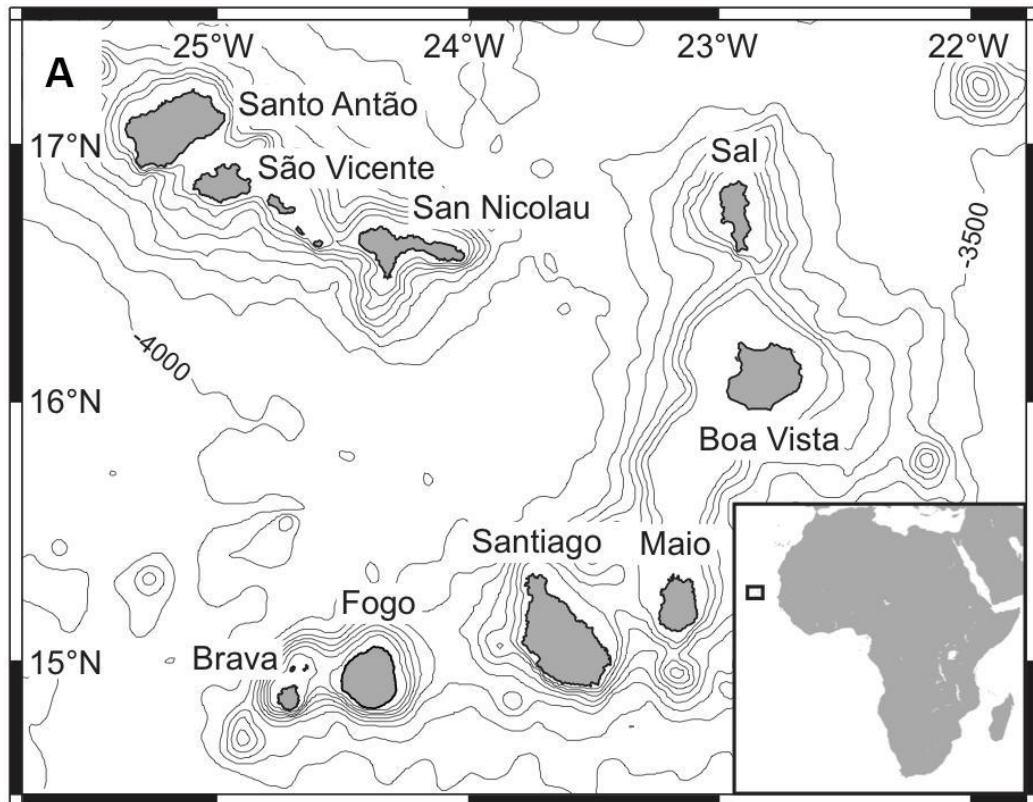 25°W
24°W
23°W
22°W
A
Santo Antão
17°N
Sal
São Vicente
San Nicolau
-3500
-4000
16°N
Boa Vista
Santiago
Maio
Fogo
Brava
15°N